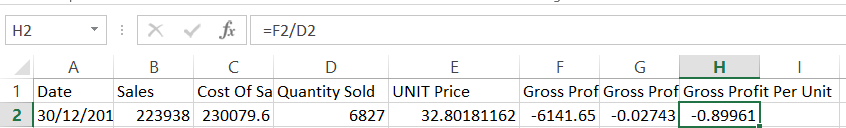 H2 fx =F2/D2
A B C D E F G H I
1 Date Sales Cost Of Sa Quantity Sold UNIT Price Gross Prof Gross Prof Gross Profit Per Unit
2 30/12/201 223938 230079.6 6827 32.80181162 -6141.65 -0.02743 -0.89961